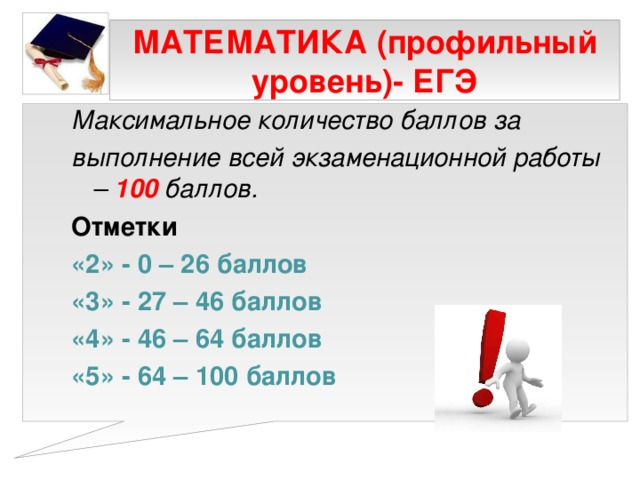 МАТЕМАТИКА (профильный
уровень)- ЕГЭ
Максимальное количество баллов за
выполнение всей экзаменационной работы
– 100 баллов.
Отметки
«2» - 0 – 26 баллов
«3» - 27 – 46 баллов
«4» - 46 – 64 баллов
«5» - 64 – 100 баллов